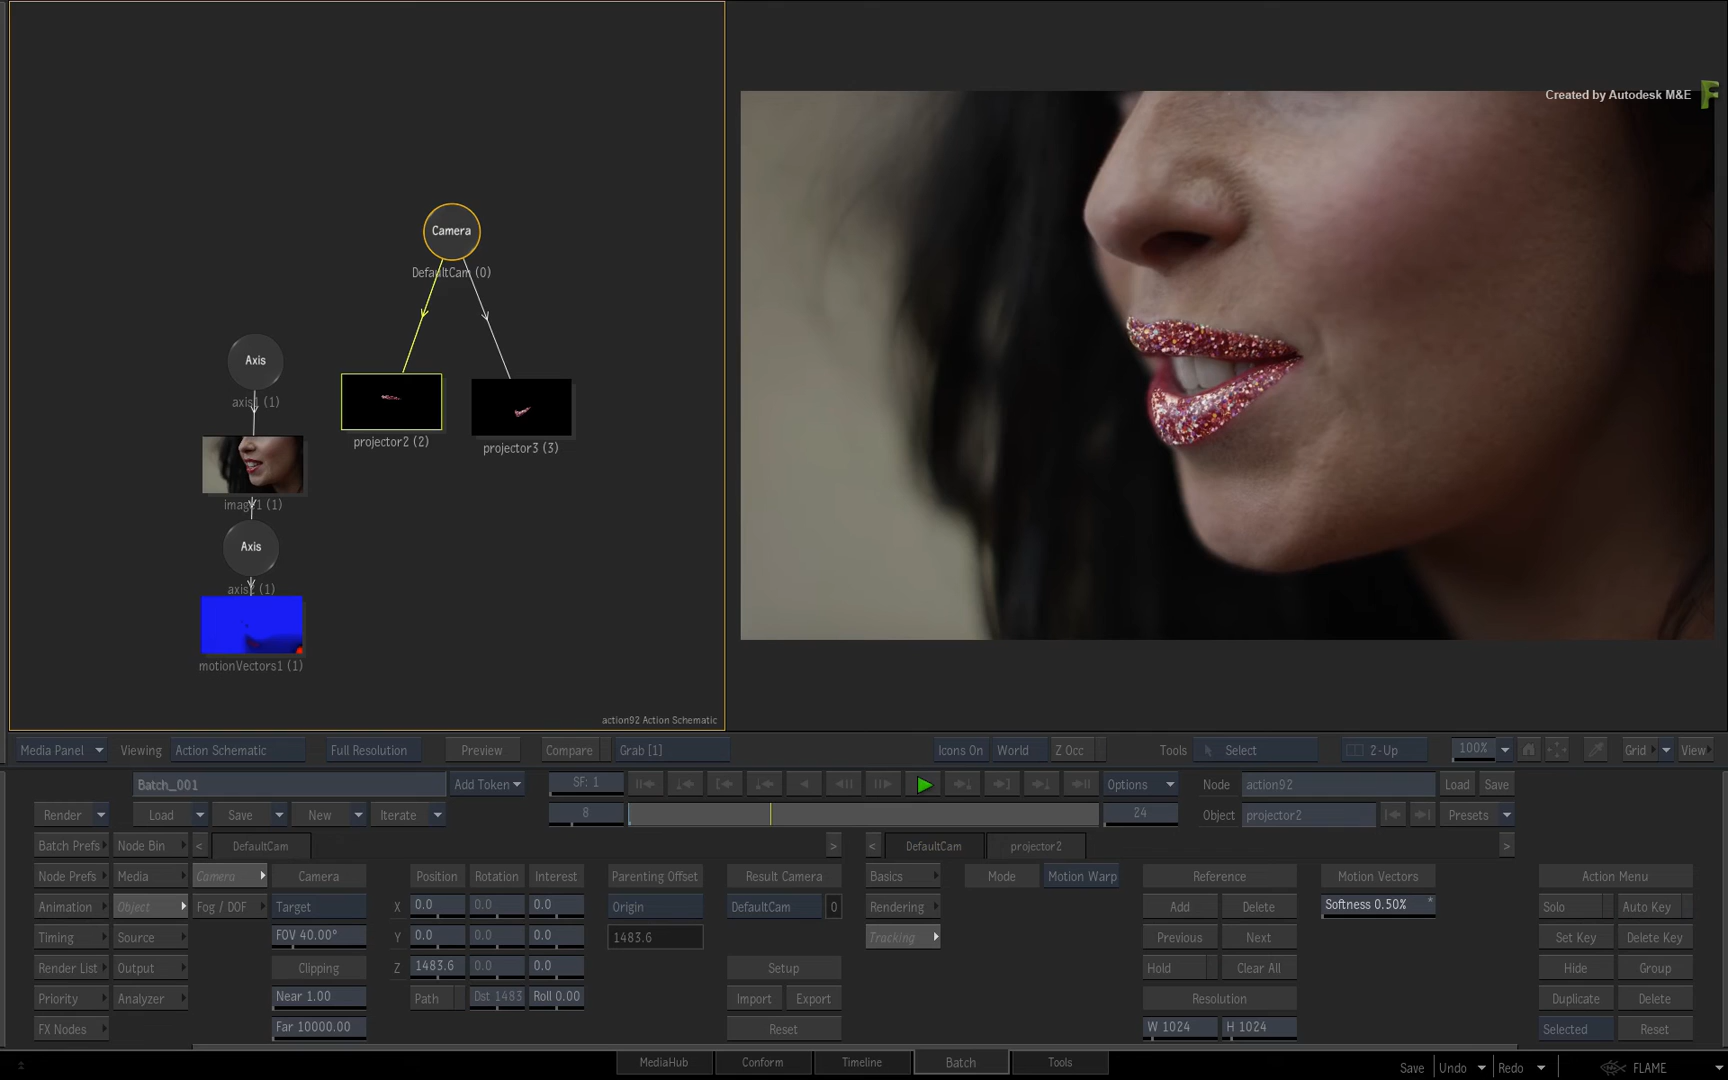 Created by Autodesk M&E
Camera
DefaultCam (0)
Axis
axis1 (1)
projector2 (2)
projector3 (3)
image1 (1)
Axis
axis2 (1)
motionVectors1 (1)
action92 Action Schematic
Media Panel Viewing Action Schematic Full Resolution Preview Compare Grab [1] Icons On World Z Occ Tools Select 2-Up 100% Grid View
Batch_001 Add Token SF: 1 Options Node action92 Load Save
Render Load Save New Iterate 8 24 Object projector2 Presets
Batch Prefs Node Bin < DefaultCam > < DefaultCam projector2 >
Node Prefs Media Camera Camera Position Rotation Interest Parenting Offset Result Camera Basics Mode Motion Warp Reference Motion Vectors Action Menu
Animation Object Fog / DOF Target X 0.0 0.0 0.0 Origin DefaultCam 0 Rendering Add Delete Softness 0.50% * Solo Auto Key
Timing Source FOV 40.00° Y 0.0 0.0 0.0 1483.6 Tracking Previous Next Set Key Delete Key
Render List Output Clipping Z 1483.6 0.0 0.0 Setup Hold Clear All Hide Group
Priority Analyzer Near 1.00 Path Dst 1483 Roll 0.00 Import Export Resolution Duplicate Delete
FX Nodes Far 10000.00 Reset W 1024 H 1024 Selected Reset
MediaHub Conform Timeline Batch Tools Save Undo Redo FLAME